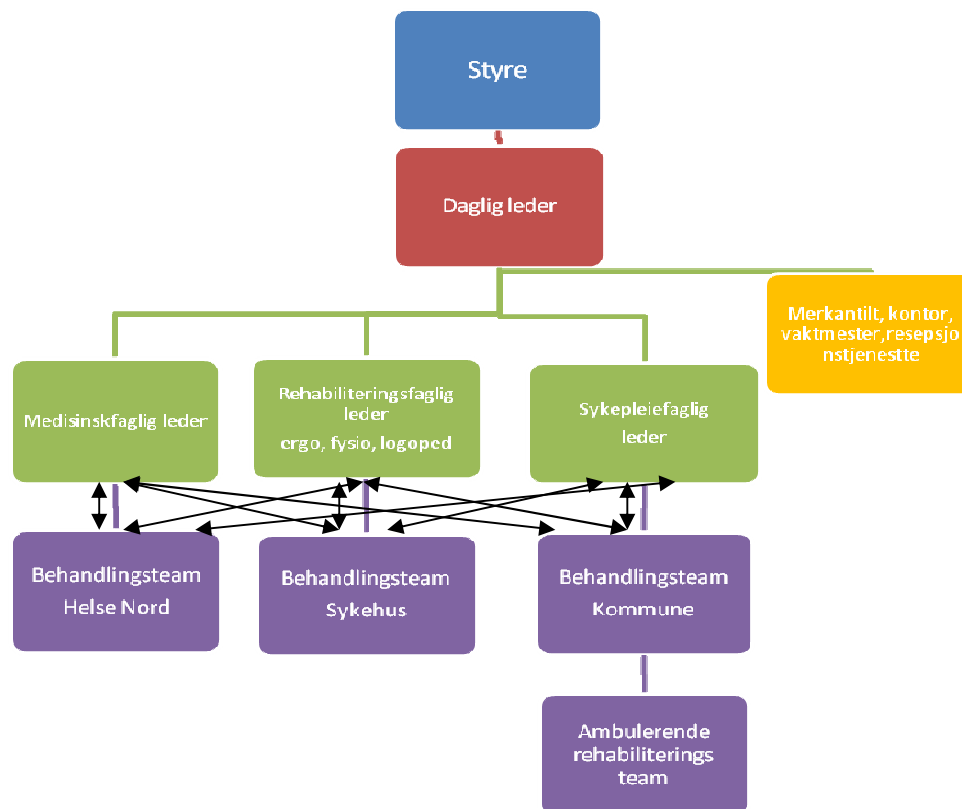 Styre
Daglig leder
Merkantilt, kontor,
vaktmester,resepsjo
nstjenestte
Medisinskfaglig leder
Rehabiliteringsfaglig
leder
ergo, fysio, logoped
Sykepleiefaglig
leder
Behandlingsteam
Helse Nord
Behandlingsteam
Sykehus
Behandlingsteam
Kommune
Ambulerende
rehabiliterings
team